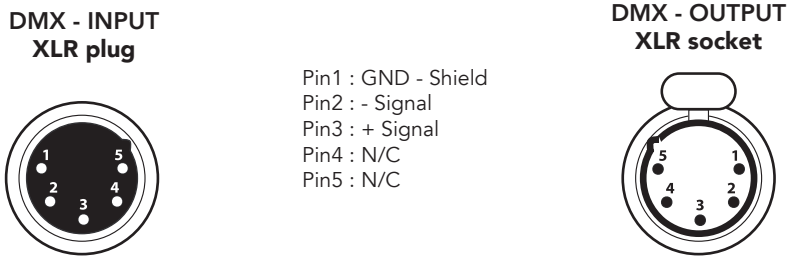 DMX - INPUT
XLR plug
1 5
2 4
3
Pin1 : GND - Shield
Pin2 : - Signal
Pin3 : + Signal
Pin4 : N/C
Pin5 : N/C
DMX - OUTPUT
XLR socket
5 1
4 2
3